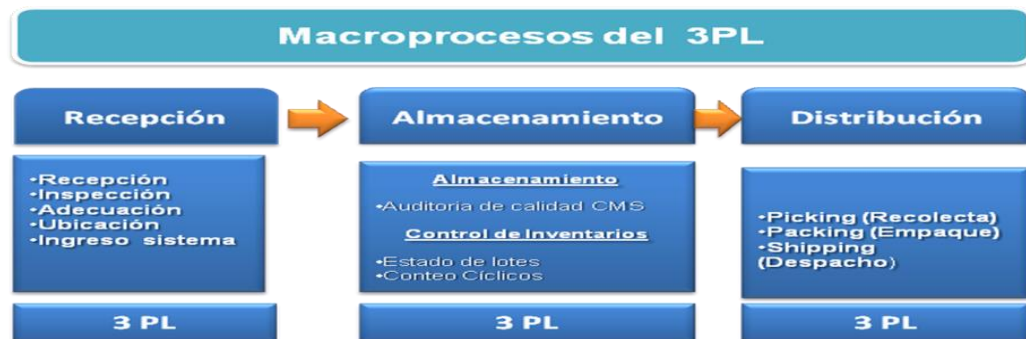 Macroprocesos del 3PL
Recepción
Almacenamiento
Distribución
•Recepción
•Inspección
•Adecuación
•Ubicación
•Ingreso sistema
Almacenamiento
•Auditoria de calidad CMS
Control de Inventarios
•Estado de lotes
•Conteo Cíclicos
•Picking (Recolecta)
•Packing (Empaque)
•Shipping
(Despacho)
3 PL
3 PL
3 PL